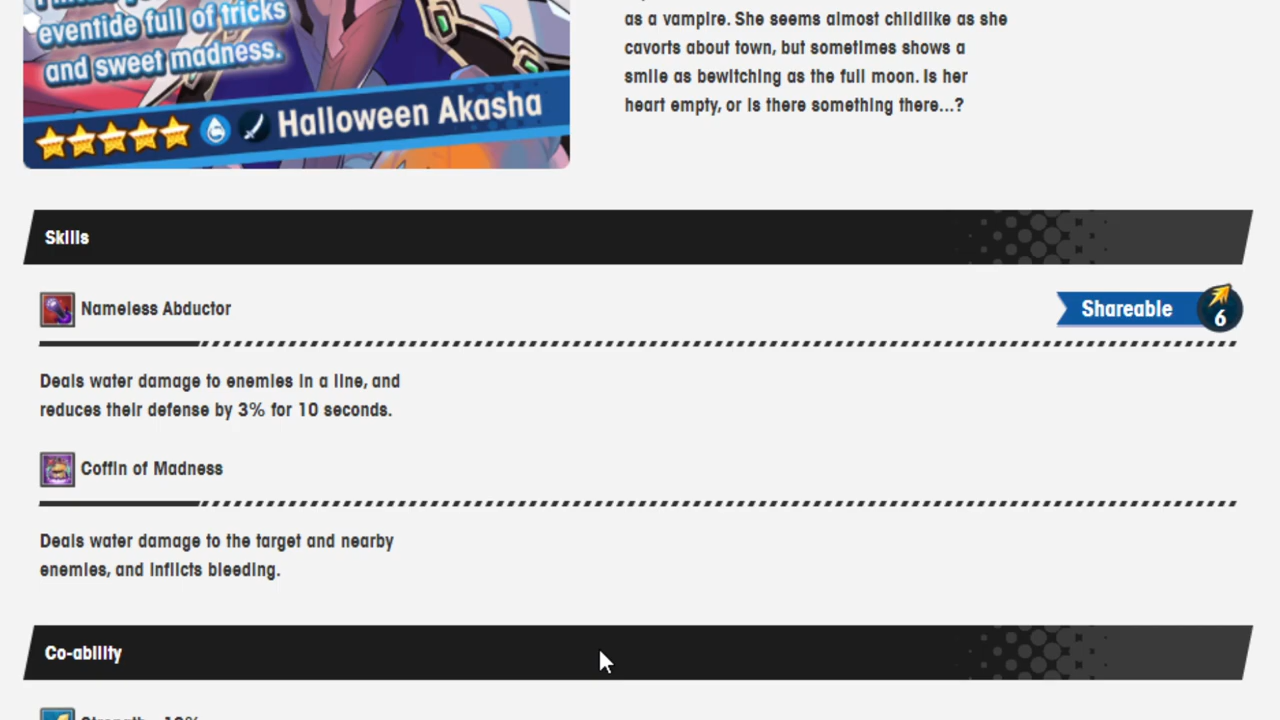 eventide full of tricks
and sweet madness.
Halloween Akasha
as a vampire. She seems almost childlike as she
cavorts about town, but sometimes shows a
smile as bewitching as the full moon. Is her
heart empty, or is there something there...?
Skills
Nameless Abductor
Shareable 6
Deals water damage to enemies in a line, and
reduces their defense by 3% for 10 seconds.
Coffin of Madness
Deals water damage to the target and nearby
enemies, and inflicts bleeding.
Co-ability